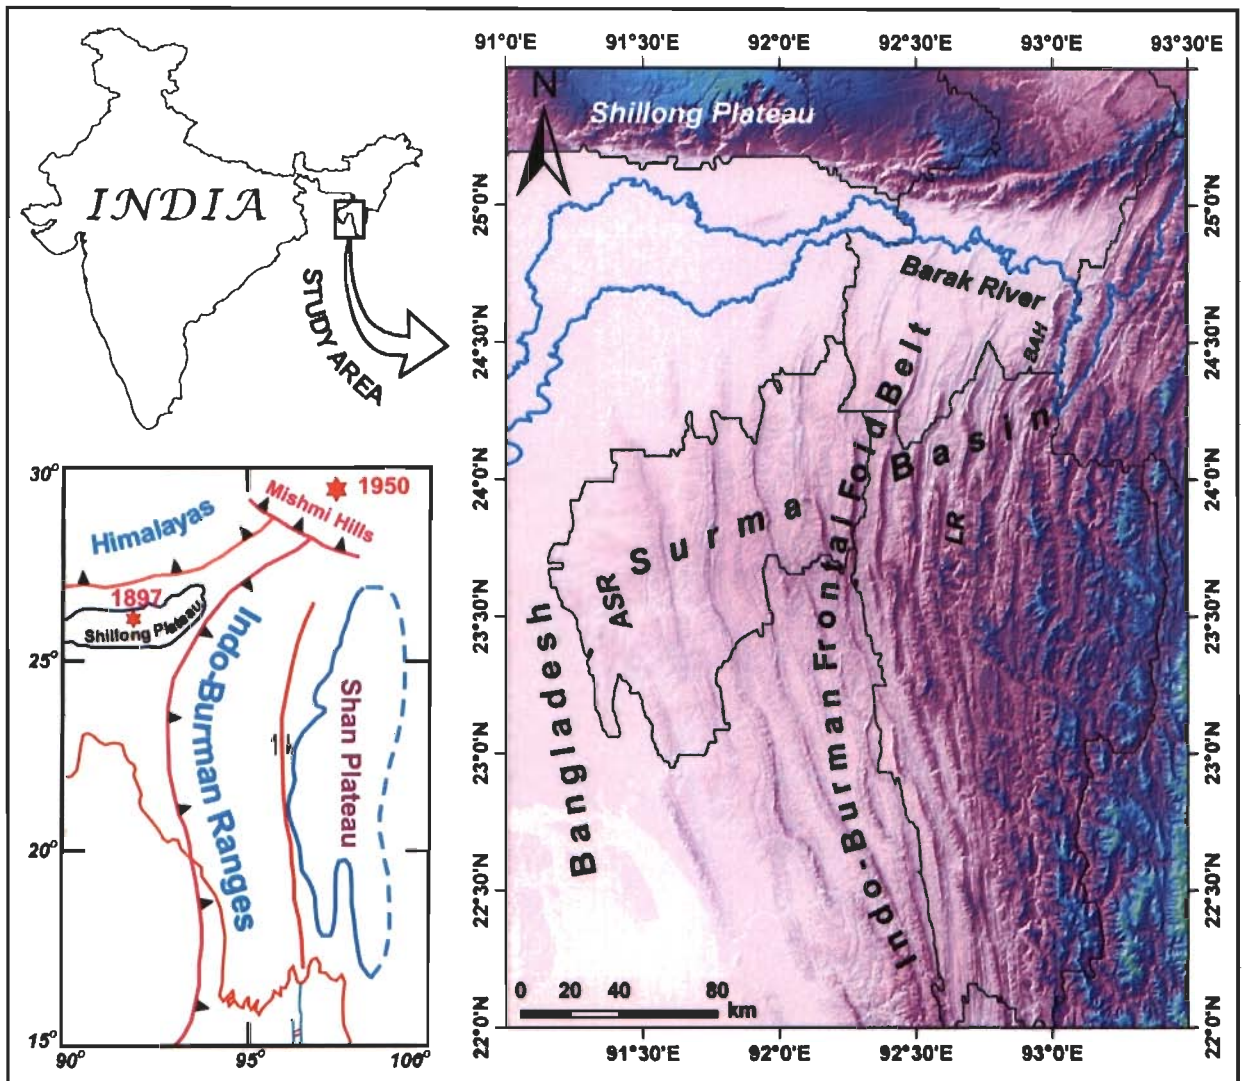 INDIA
STUDY AREA
30°
25°
20°
15°
90°
95°
100°
1950
Mishmi Hills
Himalayas
1897
Shillong Plateau
Indo-Burman Ranges
Shan Plateau
91°0'E
91°30'E
92°0'E
92°30'E
93°0'E
93°30'E
N
Shillong Plateau
25°0'N
24°30'N
24°0'N
23°30'N
23°0'N
22°30'N
22°0'N
Barak River
BAH
Surma Basin
LR
ASR
Bangladesh
Indo-Burman Frontal Fold Belt
0 20 40 80
km
25°0'N
24°30'N
24°0'N
23°30'N
23°0'N
22°30'N
22°0'N
91°30'E
92°0'E
92°30'E
93°0'E